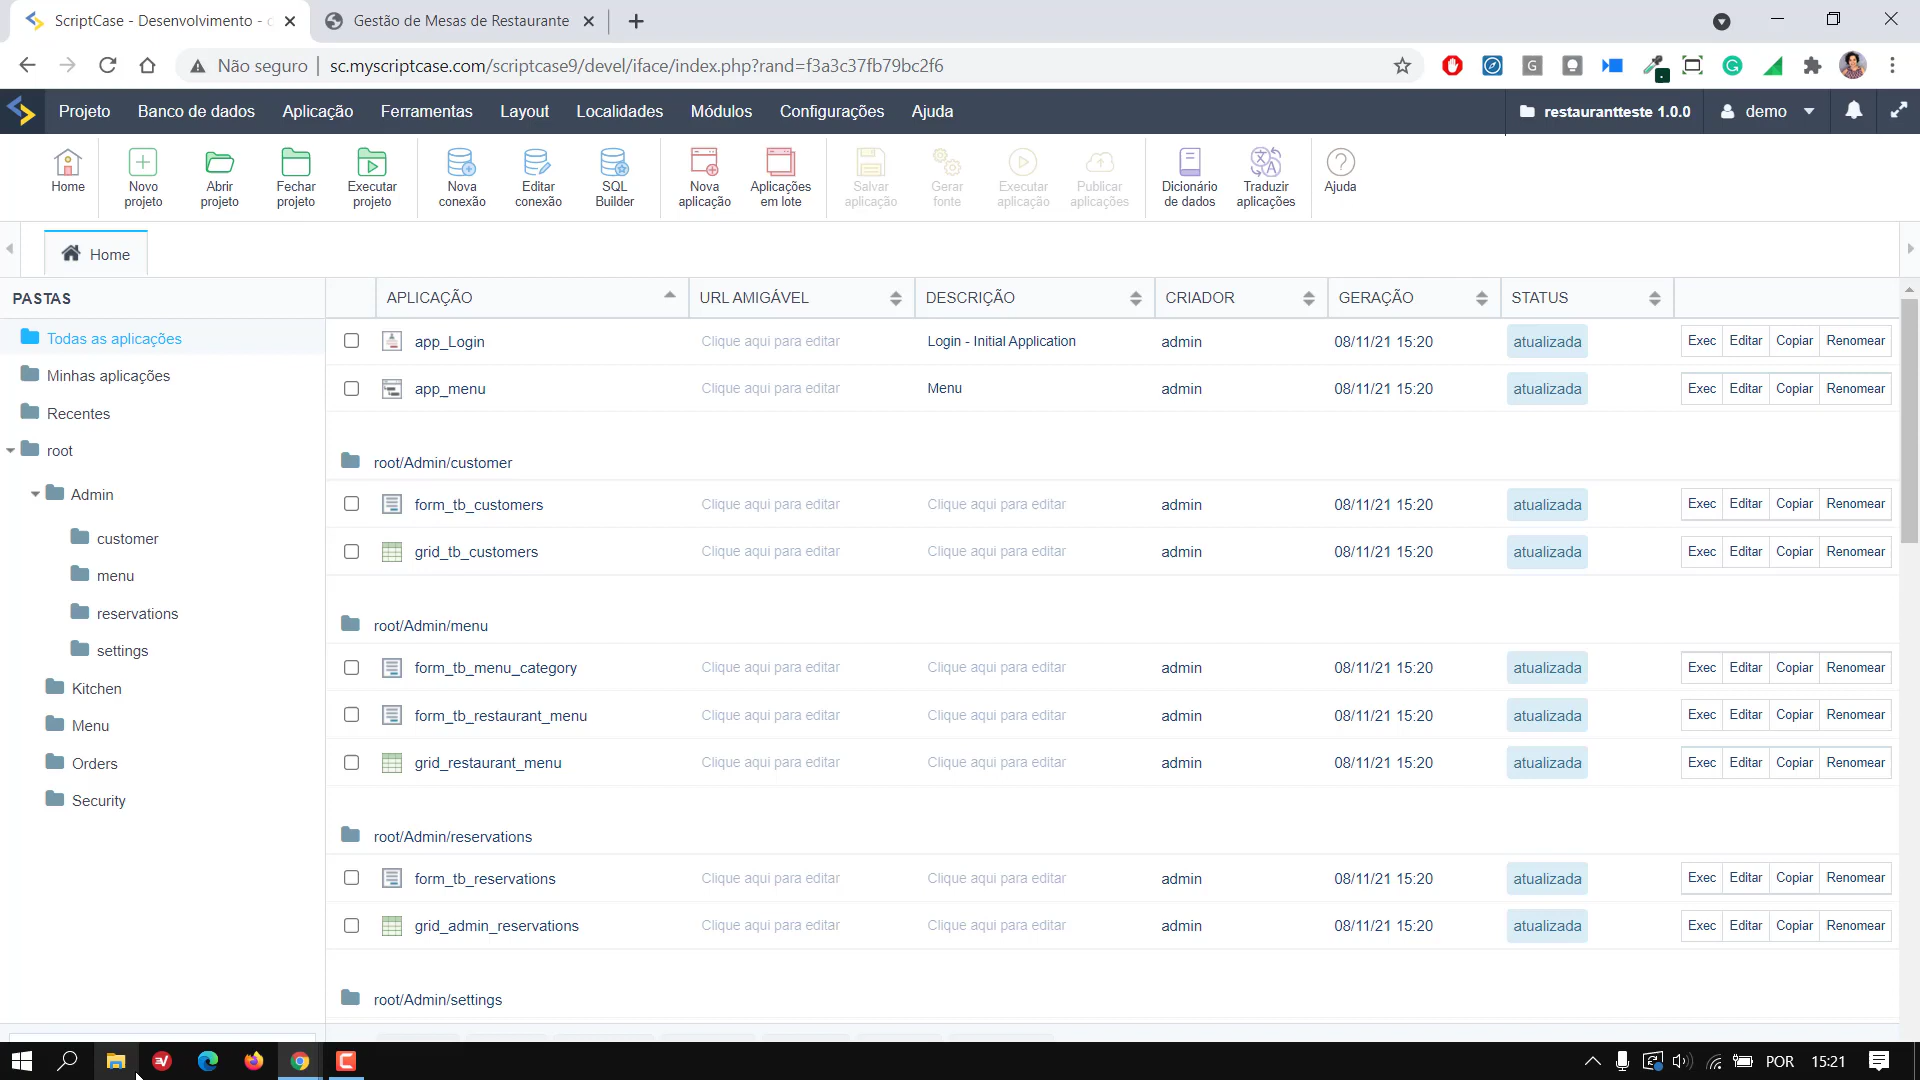 ScriptCase - Desenvolvimento -
Gestão de Mesas de Restaurante
Não seguro
sc.myscriptcase.com/scriptcase9/devel/iface/index.php?rand=f3a3c37fb79bc2f6
Projeto Banco de dados Aplicação Ferramentas Layout Localidades Módulos Configurações Ajuda
restaurantteste 1.0.0
demo
Home
Novo projeto
Abrir projeto
Fechar projeto
Executar projeto
Nova conexão
Editar conexão
SQL Builder
Nova aplicação
Aplicações em lote
Salvar aplicação
Gerar fonte
Executar aplicação
Publicar aplicações
Dicionário de dados
Traduzir aplicações
Ajuda
Home
PASTAS
Todas as aplicações
Minhas aplicações
Recentes
root
Admin
customer
menu
reservations
settings
Kitchen
Menu
Orders
Security
APLICAÇÃO URL AMIGÁVEL DESCRIÇÃO CRIADOR GERAÇÃO STATUS
app_Login Clique aqui para editar Login - Initial Application admin 08/11/21 15:20 atualizada Exec Editar Copiar Renomear
app_menu Clique aqui para editar Menu admin 08/11/21 15:20 atualizada Exec Editar Copiar Renomear
root/Admin/customer
form_tb_customers Clique aqui para editar Clique aqui para editar admin 08/11/21 15:20 atualizada Exec Editar Copiar Renomear
grid_tb_customers Clique aqui para editar Clique aqui para editar admin 08/11/21 15:20 atualizada Exec Editar Copiar Renomear
root/Admin/menu
form_tb_menu_category Clique aqui para editar Clique aqui para editar admin 08/11/21 15:20 atualizada Exec Editar Copiar Renomear
form_tb_restaurant_menu Clique aqui para editar Clique aqui para editar admin 08/11/21 15:20 atualizada Exec Editar Copiar Renomear
grid_restaurant_menu Clique aqui para editar Clique aqui para editar admin 08/11/21 15:20 atualizada Exec Editar Copiar Renomear
root/Admin/reservations
form_tb_reservations Clique aqui para editar Clique aqui para editar admin 08/11/21 15:20 atualizada Exec Editar Copiar Renomear
grid_admin_reservations Clique aqui para editar Clique aqui para editar admin 08/11/21 15:20 atualizada Exec Editar Copiar Renomear
root/Admin/settings
POR 15:21